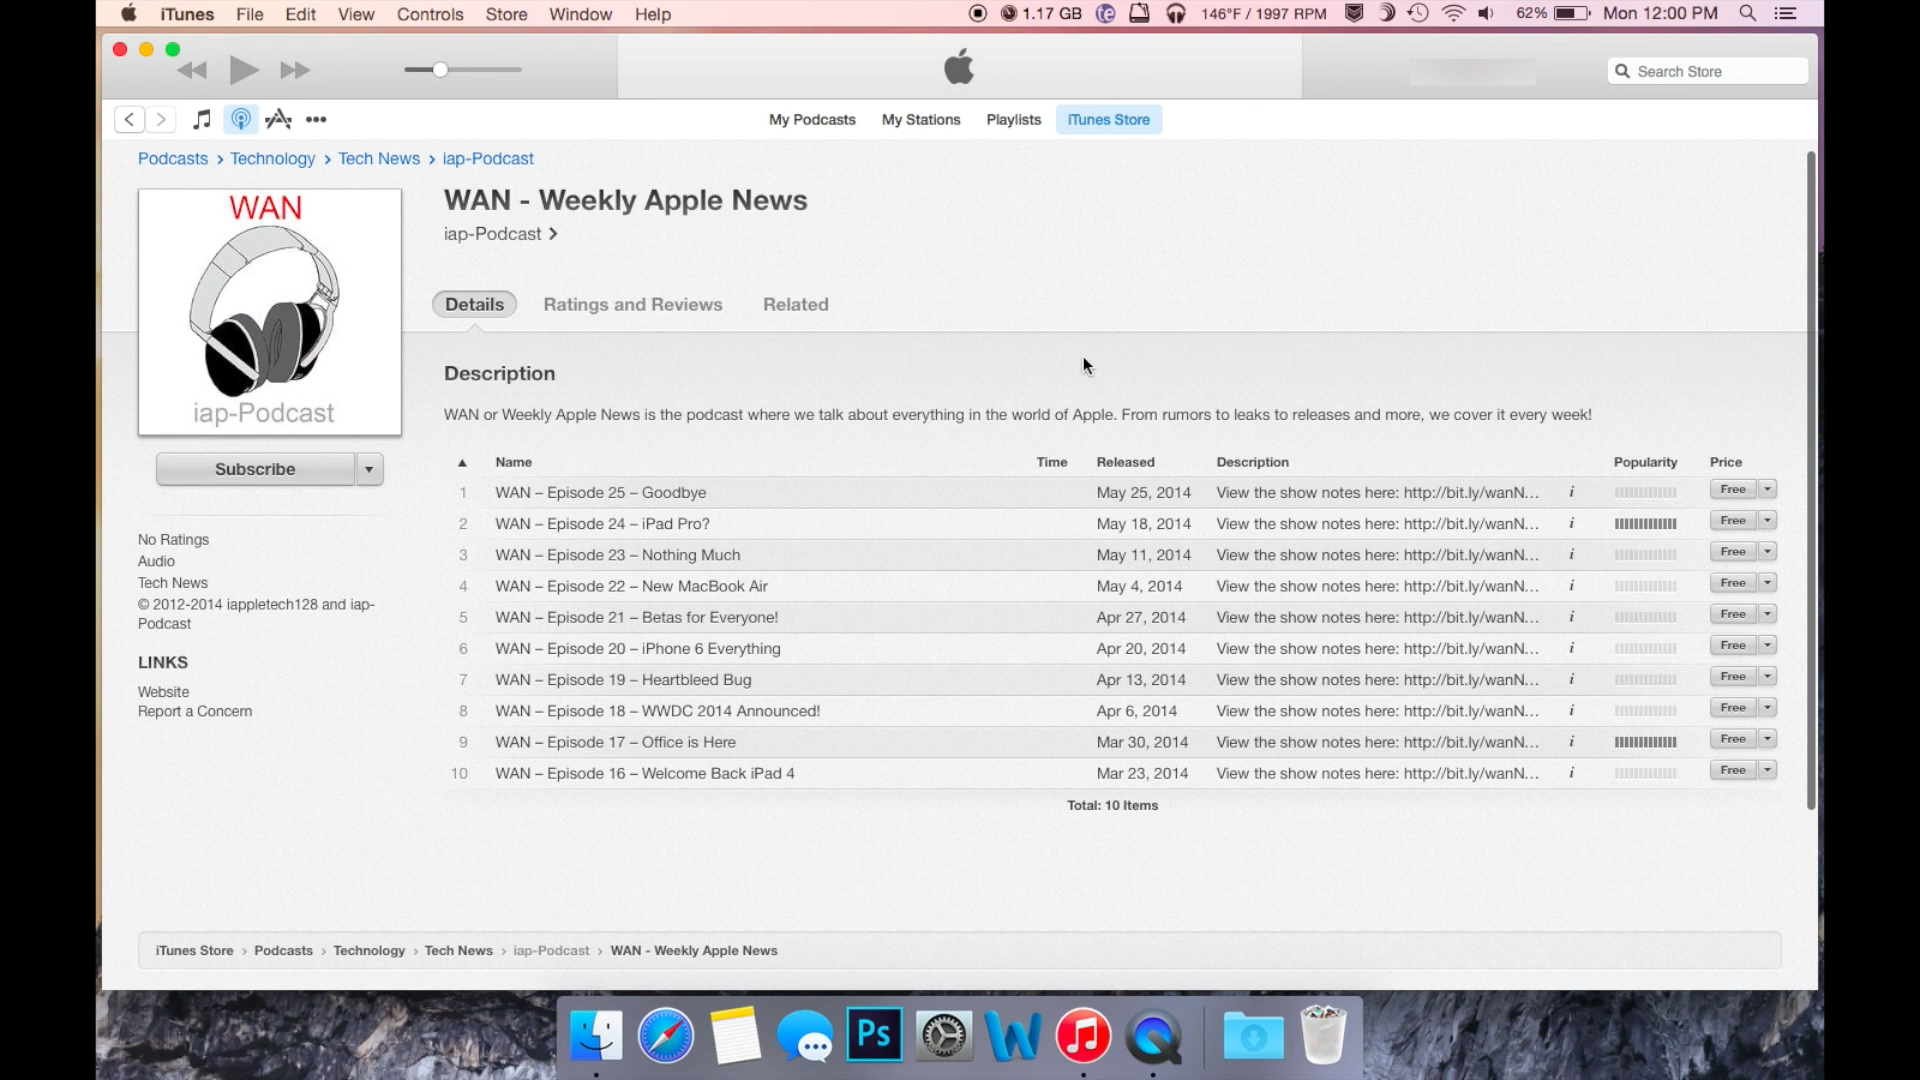 iTunes File Edit View Controls Store Window Help 1.17 GB 146°F / 1997 RPM 62% Mon 12:00 PM
Search Store
My Podcasts My Stations Playlists iTunes Store
Podcasts > Technology > Tech News > iap-Podcast
WAN
iap-Podcast
WAN - Weekly Apple News
iap-Podcast >
Details Ratings and Reviews Related
Description
WAN or Weekly Apple News is the podcast where we talk about everything in the world of Apple. From rumors to leaks to releases and more, we cover it every week!
Subscribe
No Ratings
Audio
Tech News
© 2012-2014 iappletech128 and iap-
Podcast
LINKS
Website
Report a Concern
▲ Name Time Released Description Popularity Price
1 WAN – Episode 25 – Goodbye May 25, 2014 View the show notes here: http://bit.ly/wanN... i Free
2 WAN – Episode 24 – iPad Pro? May 18, 2014 View the show notes here: http://bit.ly/wanN... i Free
3 WAN – Episode 23 – Nothing Much May 11, 2014 View the show notes here: http://bit.ly/wanN... i Free
4 WAN – Episode 22 – New MacBook Air May 4, 2014 View the show notes here: http://bit.ly/wanN... i Free
5 WAN – Episode 21 – Betas for Everyone! Apr 27, 2014 View the show notes here: http://bit.ly/wanN... i Free
6 WAN – Episode 20 – iPhone 6 Everything Apr 20, 2014 View the show notes here: http://bit.ly/wanN... i Free
7 WAN – Episode 19 – Heartbleed Bug Apr 13, 2014 View the show notes here: http://bit.ly/wanN... i Free
8 WAN – Episode 18 – WWDC 2014 Announced! Apr 6, 2014 View the show notes here: http://bit.ly/wanN... i Free
9 WAN – Episode 17 – Office is Here Mar 30, 2014 View the show notes here: http://bit.ly/wanN... i Free
10 WAN – Episode 16 – Welcome Back iPad 4 Mar 23, 2014 View the show notes here: http://bit.ly/wanN... i Free
Total: 10 Items
iTunes Store > Podcasts > Technology > Tech News > iap-Podcast > WAN - Weekly Apple News
Ps